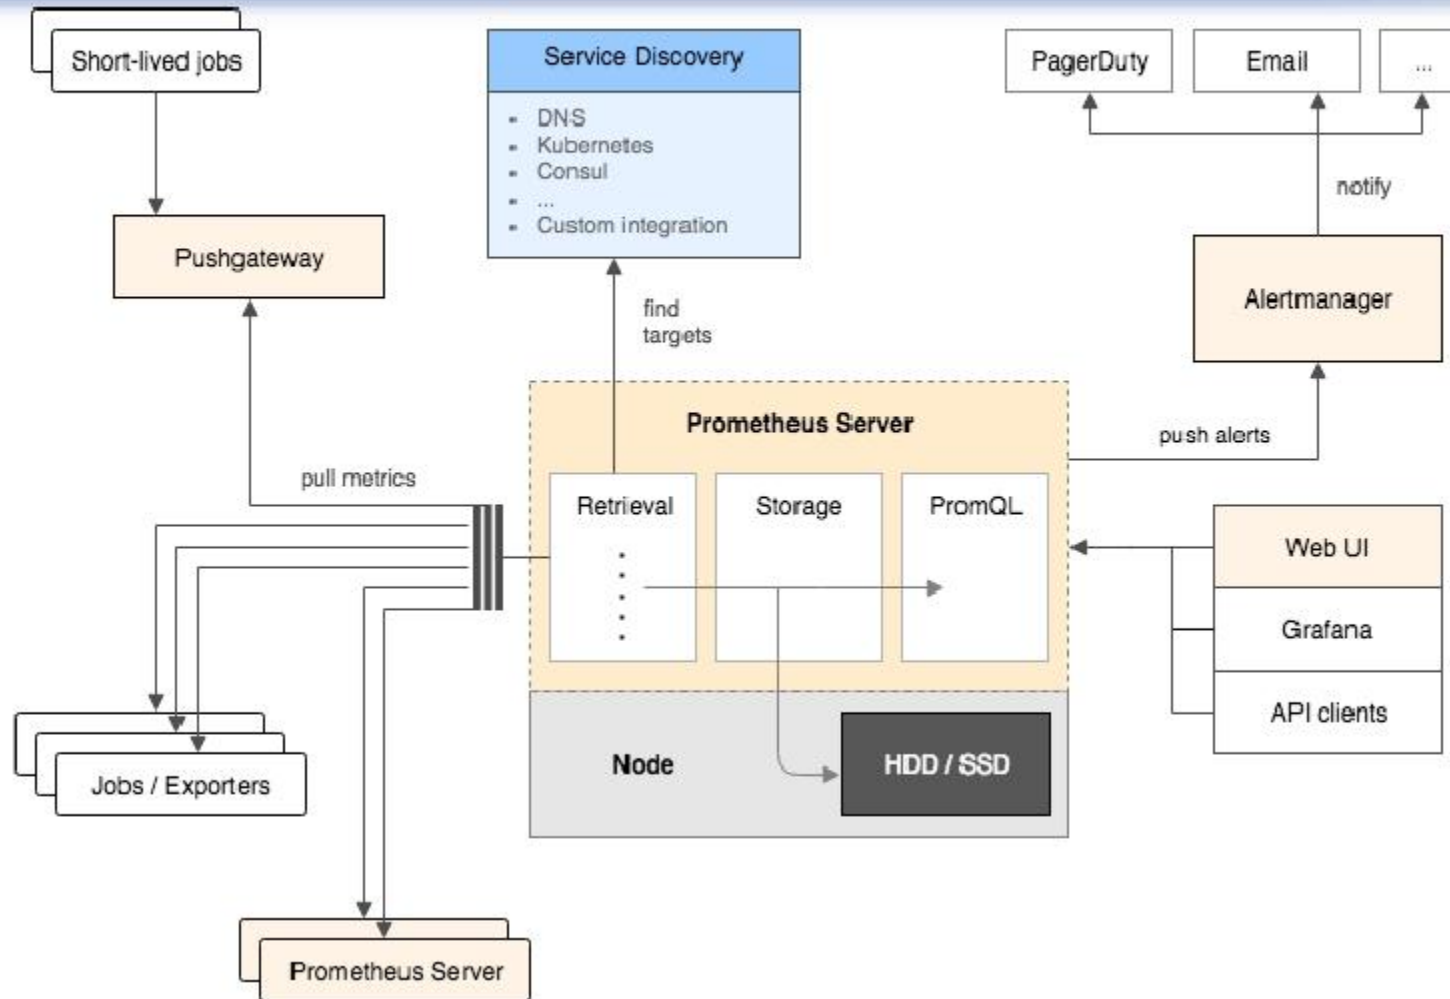 Short-lived jobs
Service Discovery
PagerDuty
Email
...
DNS
Kubernetes
Consul
...
Custom integration
notify
Pushgateway
Alertmanager
find
targets
Prometheus Server
push alerts
pull metrics
Retrieval
Storage
PromQL
Web UI
Grafana
API clients
Node
HDD / SSD
Jobs / Exporters
Prometheus Server